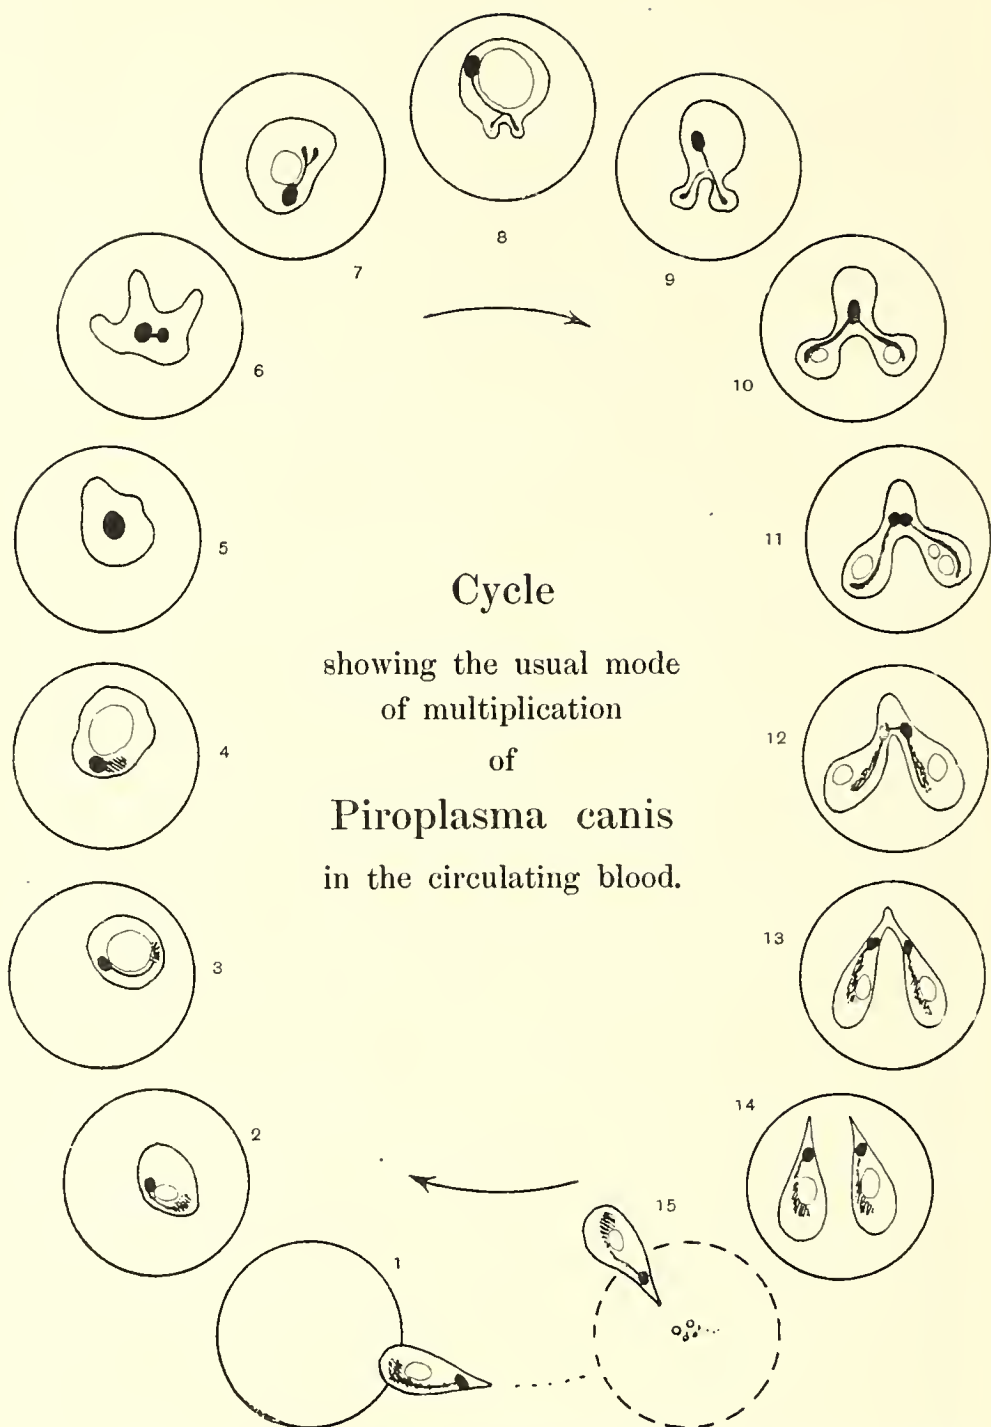 8
7
9
6
10
5
11
Cycle
showing the usual mode
of multiplication
of
Piroplasma canis
in the circulating blood.
4
12
3
13
2
14
1
15